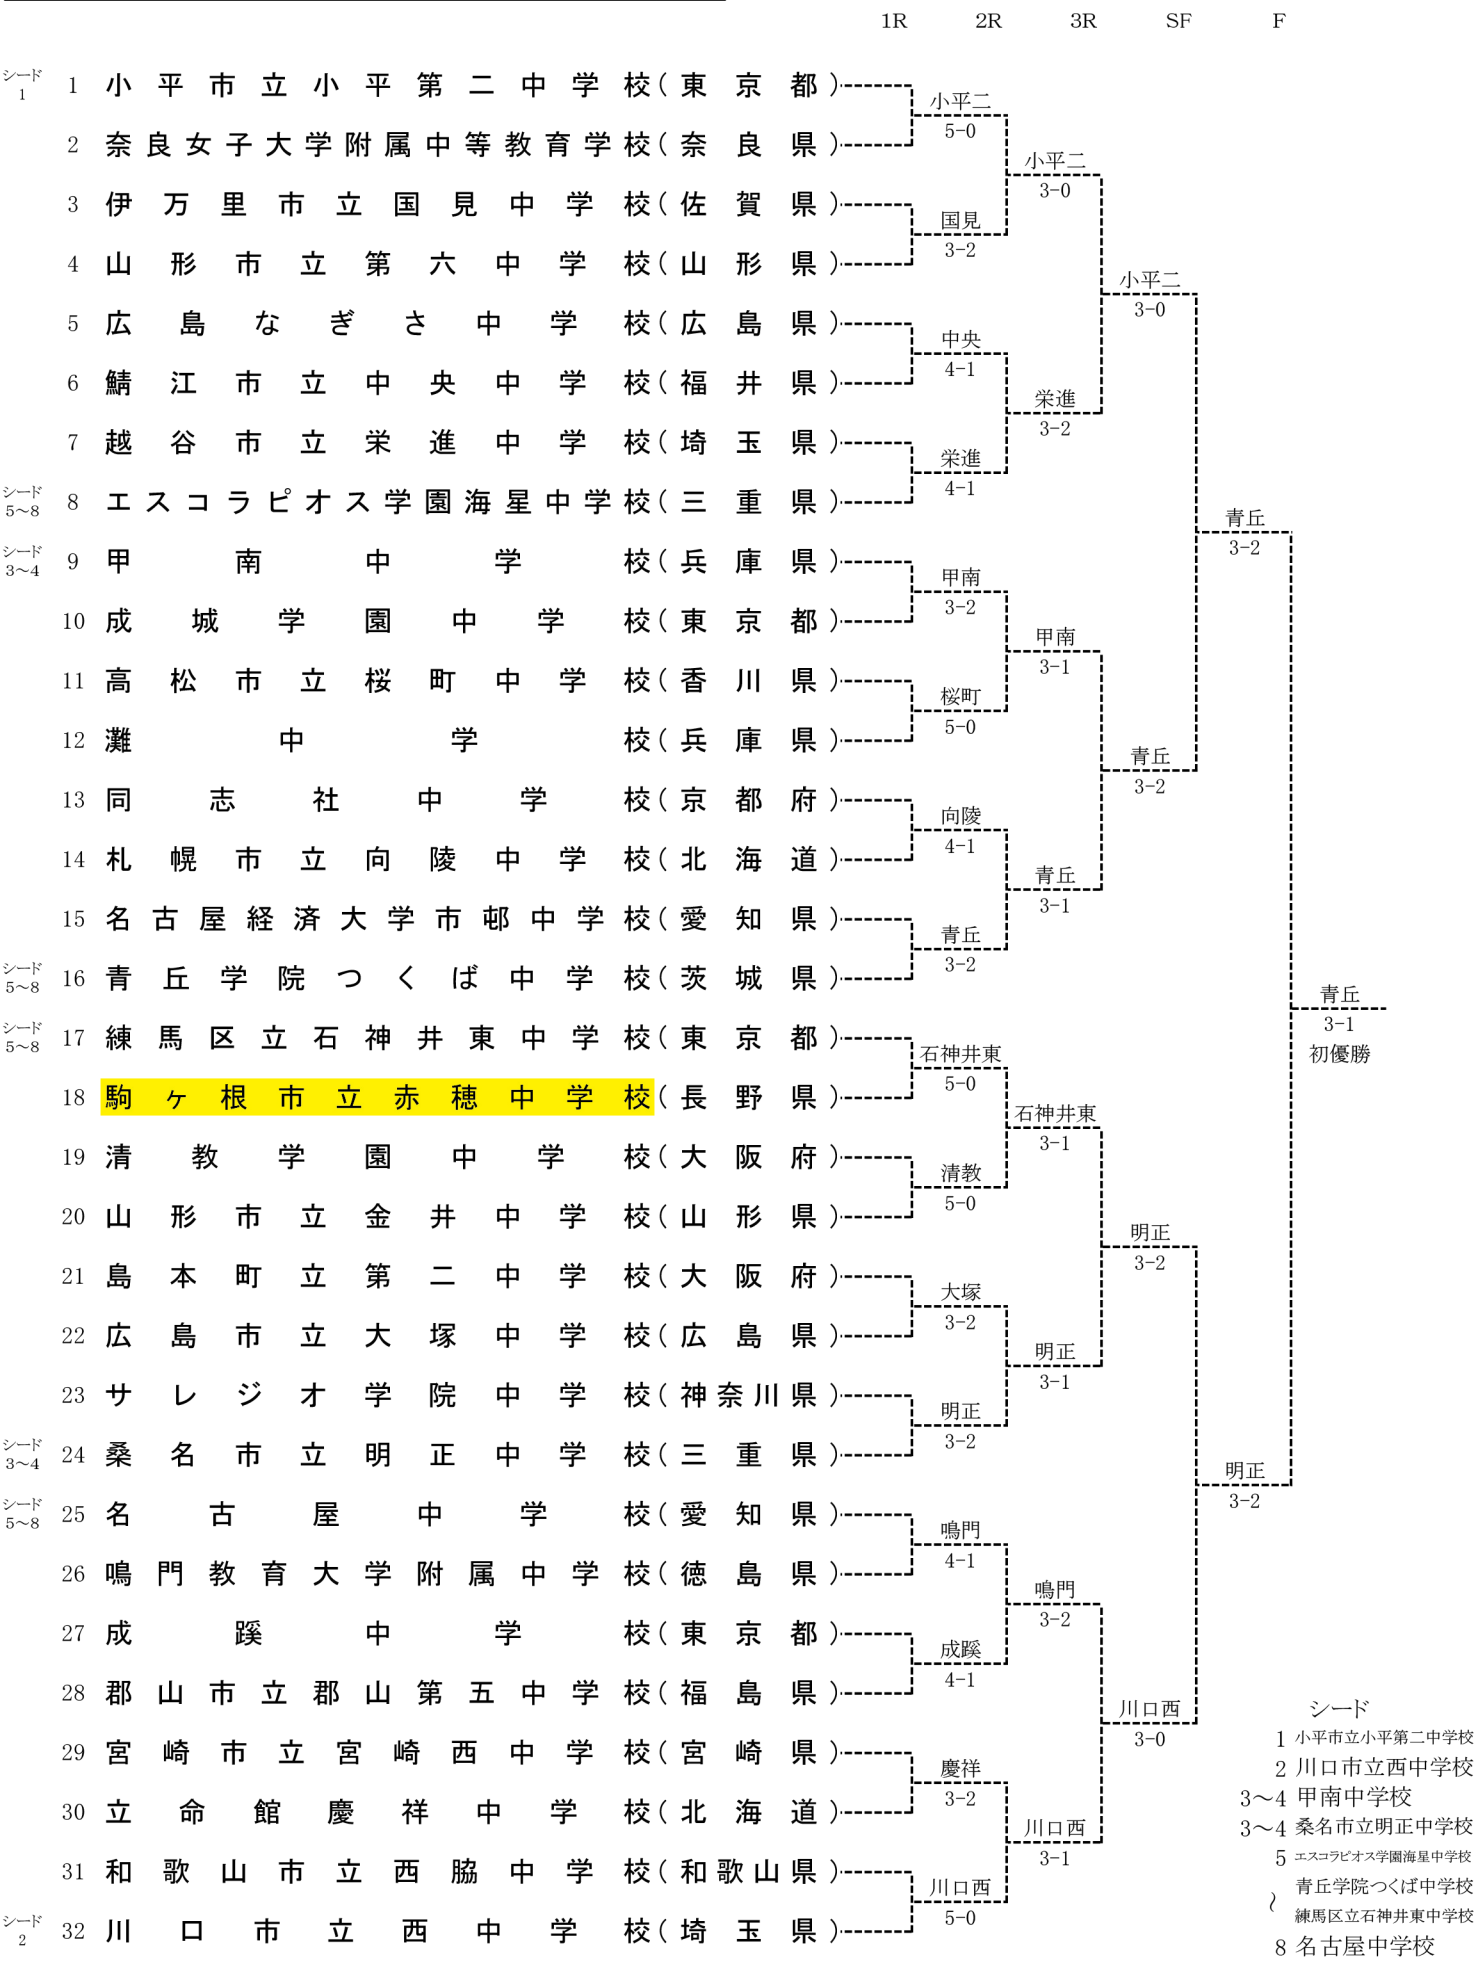 1R 2R 3R SF F
シード 1 1 小平市立小平第二中学校(東京都)
小平二
5-0
2 奈良女子大学附属中等教育学校(奈良県)
小平二
3-0
3 伊万里市立国見中学校(佐賀県)
国見
3-2
4 山形市立第六中学校(山形県)
小平二
3-0
5 広島なぎさ中学校(広島県)
中央
4-1
6 鯖江市立中央中学校(福井県)
栄進
3-2
7 越谷市立栄進中学校(埼玉県)
栄進
4-1
シード 5~8 8 エスコラピオス学園海星中学校(三重県)
青丘
3-2
シード 3~4 9 甲南中学校(兵庫県)
甲南
3-2
10 成城学園中学校(東京都)
甲南
3-1
11 高松市立桜町中学校(香川県)
桜町
5-0
12 灘中学校(兵庫県)
青丘
3-2
13 同志社中学校(京都府)
向陵
4-1
14 札幌市立向陵中学校(北海道)
青丘
3-1
15 名古屋経済大学市邨中学校(愛知県)
青丘
3-2
シード 5~8 16 青丘学院つくば中学校(茨城県)
青丘
3-1
初優勝
シード 5~8 17 練馬区立石神井東中学校(東京都)
石神井東
5-0
18 駒ヶ根市立赤穂中学校(長野県)
石神井東
3-1
19 清教学園中学校(大阪府)
清教
5-0
20 山形市立金井中学校(山形県)
明正
3-2
21 島本町立第二中学校(大阪府)
大塚
3-2
22 広島市立大塚中学校(広島県)
明正
3-1
23 サレジオ学院中学校(神奈川県)
明正
3-2
シード 3~4 24 桑名市立明正中学校(三重県)
明正
3-2
シード 5~8 25 名古屋中学校(愛知県)
鳴門
4-1
26 鳴門教育大学附属中学校(徳島県)
鳴門
3-2
27 成蹊中学校(東京都)
成蹊
4-1
28 郡山市立郡山第五中学校(福島県)
川口西
3-0
29 宮崎市立宮崎西中学校(宮崎県)
慶祥
3-2
30 立命館慶祥中学校(北海道)
川口西
3-1
31 和歌山市立西脇中学校(和歌山県)
川口西
5-0
シード 2 32 川口市立西中学校(埼玉県)
シード
1 小平市立小平第二中学校
2 川口市立西中学校
3~4 甲南中学校
3~4 桑名市立明正中学校
5 エスコラピオス学園海星中学校
~ 青丘学院つくば中学校
練馬区立石神井東中学校
8 名古屋中学校